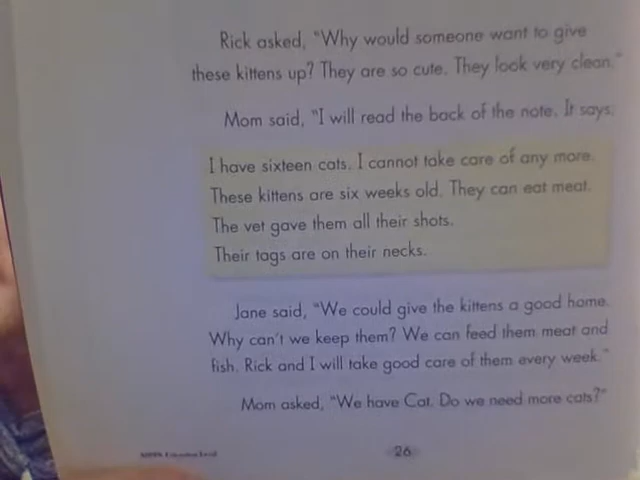 Rick asked, "Why would someone want to give
these kittens up? They are so cute. They look very clean."
Mom said, "I will read the back of the note. It says:
I have sixteen cats. I cannot take care of any more.
These kittens are six weeks old. They can eat meat.
The vet gave them all their shots.
Their tags are on their necks.
Jane said, "We could give the kittens a good home.
Why can't we keep them? We can feed them meat and
fish. Rick and I will take good care of them every week."
Mom asked, "We have Cat. Do we need more cats?"
26